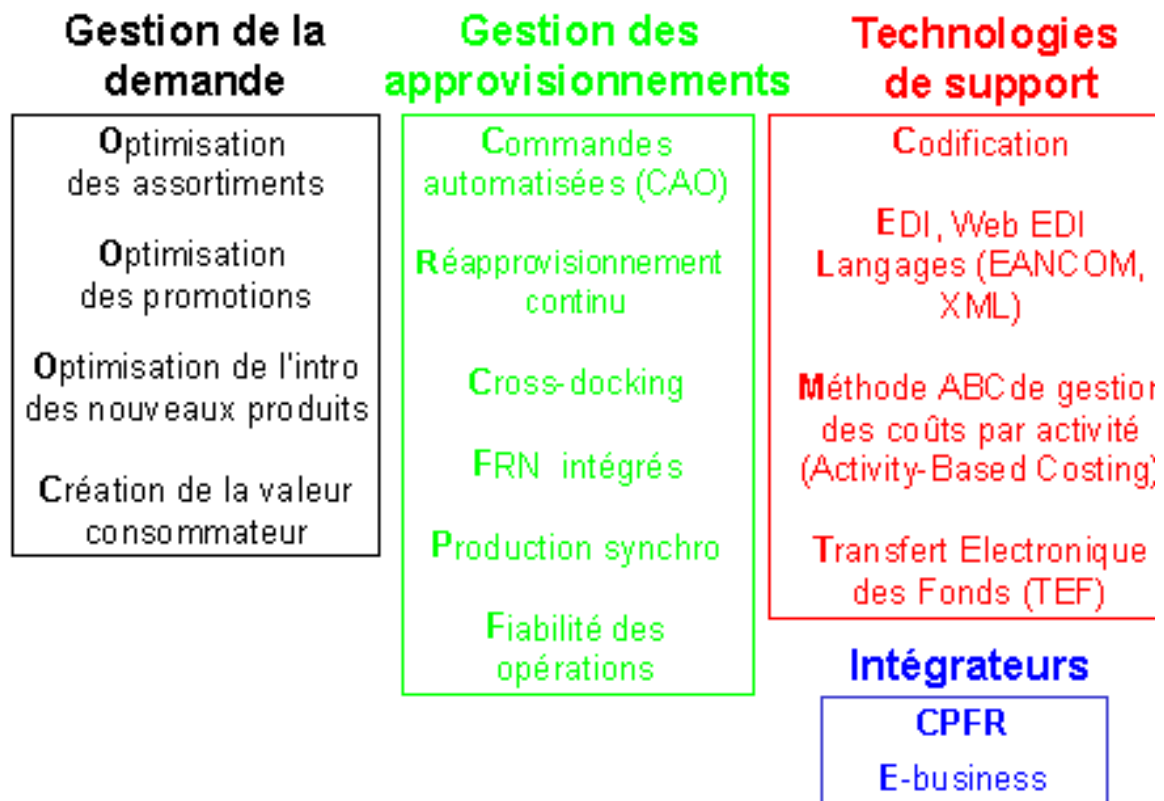 Gestion de la
demande
Optimisation
des assortiments
Optimisation
des promotions
Optimisation de l'intro
des nouveaux produits
Création de la valeur
consommateur
Gestion des
approvisionnements
Commandes
automatisées (CAO)
Réapprovisionnement
continu
Cross-docking
FRN intégrés
Production synchro
Fiabilité des
opérations
Technologies
de support
Codification
EDI, Web EDI
Langages (EANCOM,
XML)
Méthode ABC de gestion
des coûts par activité
(Activity-Based Costing)
Transfert Electronique
des Fonds (TEF)
Intégrateurs
CPFR
E-business